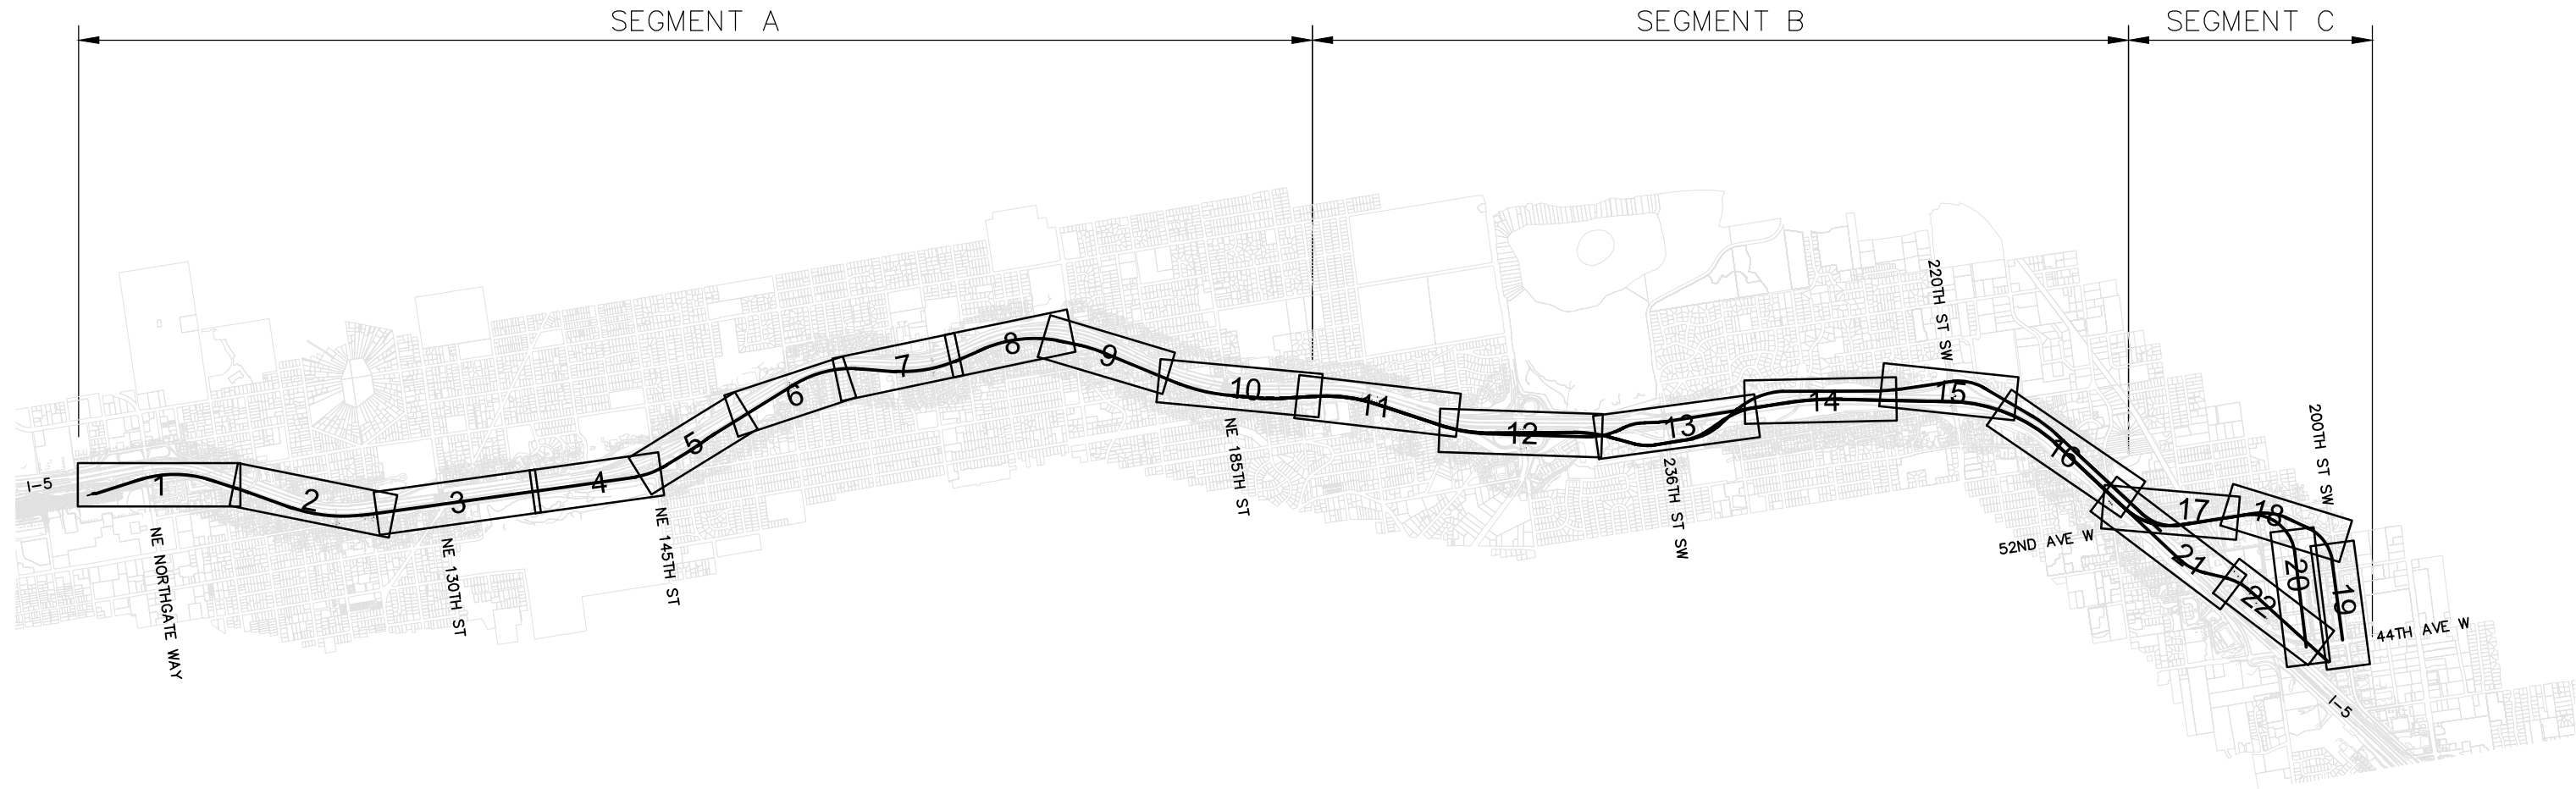 SEGMENT A
SEGMENT B
SEGMENT C
I-5
1
NE NORTHGATE WAY
2
3
NE 130TH ST
4
NE 145TH ST
5
6
7
8
9
10
NE 185TH ST
11
12
13
236TH ST SW
14
220TH ST SW
15
16
52ND AVE W
17
18
200TH ST SW
19
20
21
22
44TH AVE W
I-5